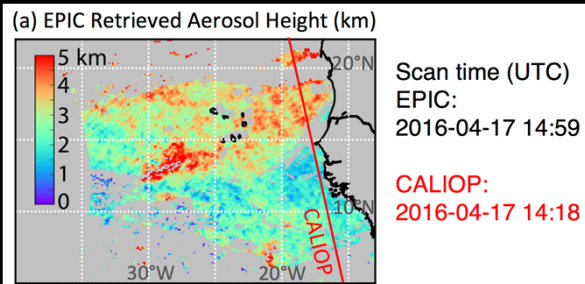 (a) EPIC Retrieved Aerosol Height (km)
5 km
4
3
2
1
0
20°N
10°N
30°W
20°W
CALIOP
Scan time (UTC)
EPIC:
2016-04-17 14:59
CALIOP:
2016-04-17 14:18